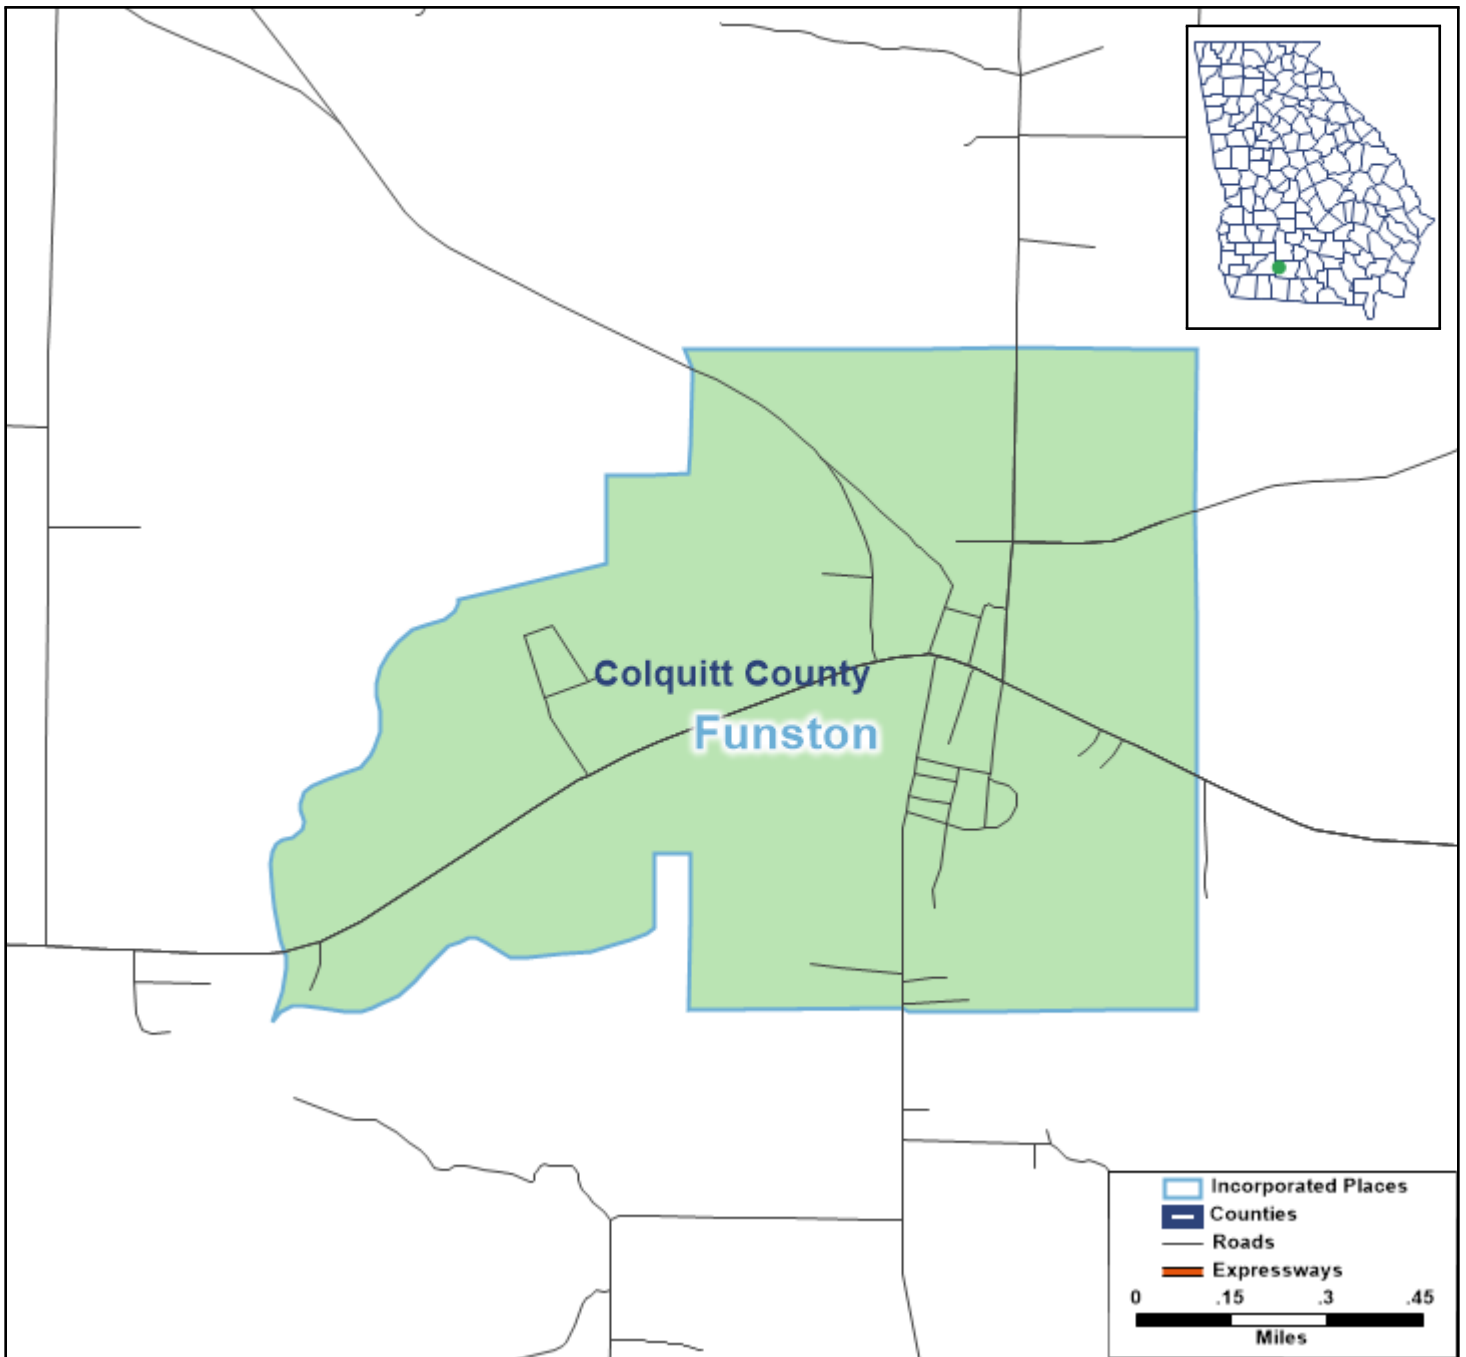 Colquitt County
Funston
Incorporated Places
Counties
Roads
Expressways
0 .15 .3 .45
Miles